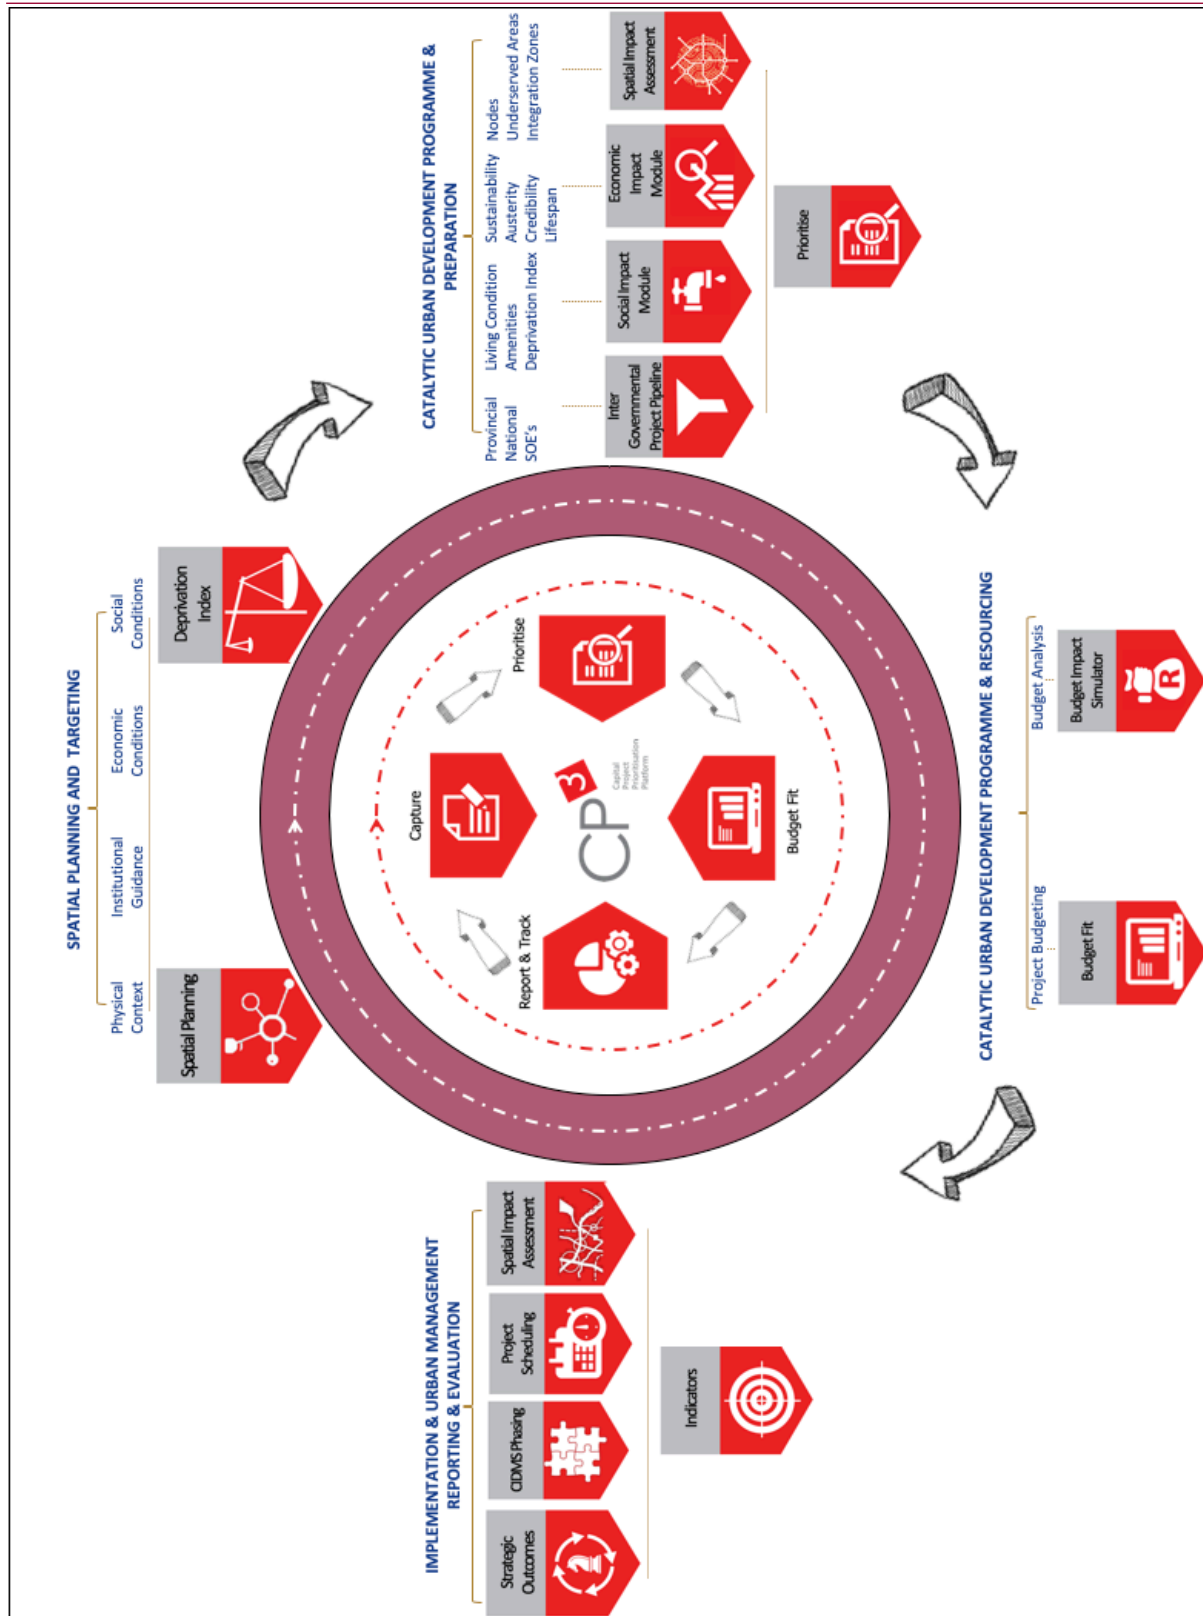 SPATIAL PLANNING AND TARGETING
Physical
Context
Institutional
Guidance
Economic
Conditions
Social
Conditions
Spatial Planning
Deprivation
Index
CATALYTIC URBAN DEVELOPMENT PROGRAMME &
PREPARATION
Provincial
National
SOE's
Living Condition
Amenities
Deprivation Index
Sustainability
Austerity
Credibility
Lifespan
Nodes
Underserved Areas
Integration Zones
Inter
Governmental
Project Pipeline
Social Impact
Module
Economic
Impact
Module
Spatial Impact
Assessment
Prioritise
IMPLEMENTATION & URBAN MANAGEMENT
REPORTING & EVALUATION
Strategic
Outcomes
CIDMS Phasing
Project
Scheduling
Spatial Impact
Assessment
Indicators
Capture
Prioritise
Report & Track
CP3
Capital
Project
Prioritisation
Platform
Budget Fit
CATALYTIC URBAN DEVELOPMENT PROGRAMME & RESOURCING
Project Budgeting
Budget Analysis
Budget Fit
Budget Impact
Simulator
R